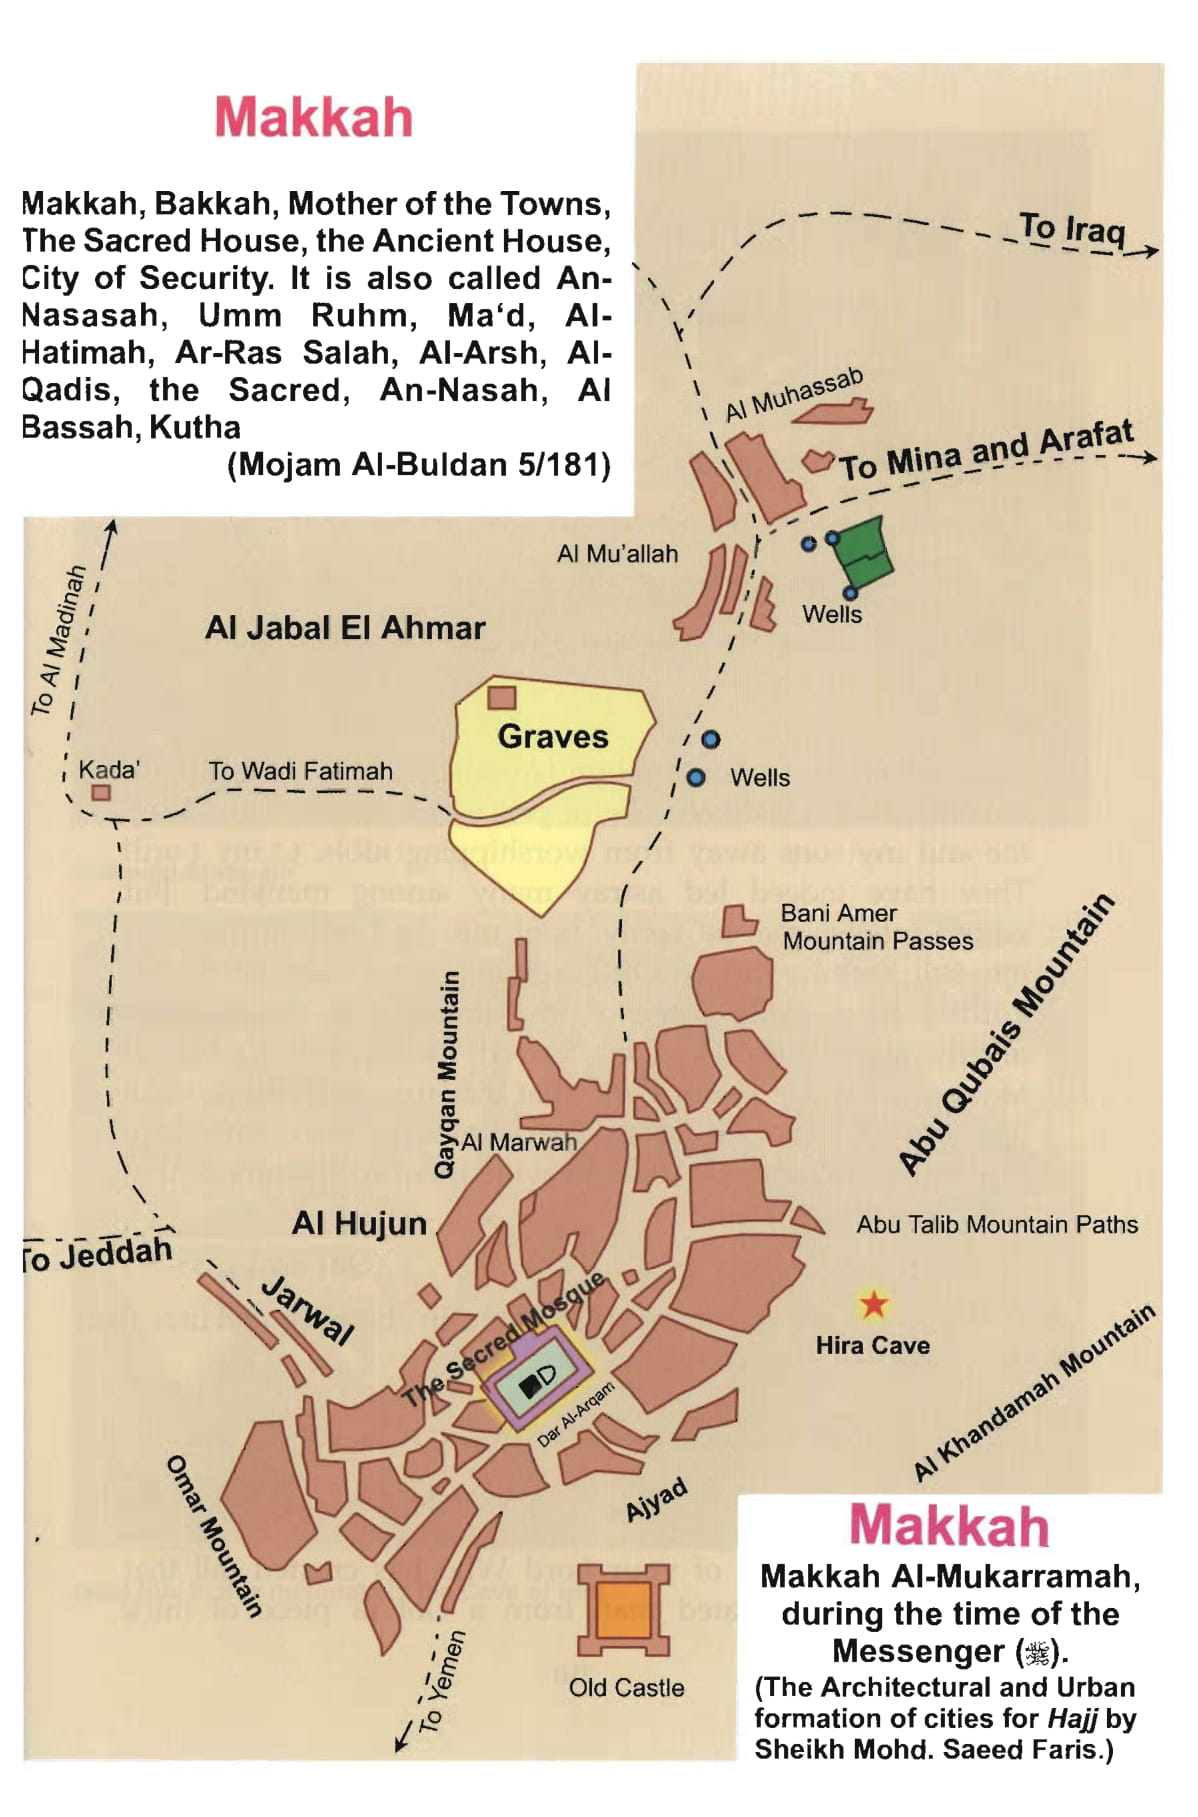 Makkah
Makkah, Bakkah, Mother of the Towns,
The Sacred House, the Ancient House,
City of Security. It is also called An-
Nasasah, Umm Ruhm, Ma‘d, Al-
Hatimah, Ar-Ras Salah, Al-Arsh, Al-
Qadis, the Sacred, An-Nasah, Al
Bassah, Kutha
(Mojam Al-Buldan 5/181)
To Iraq
Al Muhassab
To Mina and Arafat
Al Mu’allah
Wells
To Al Madinah
Al Jabal El Ahmar
Graves
Kada’
To Wadi Fatimah
Wells
Bani Amer
Mountain Passes
Abu Qubais Mountain
Qayqan Mountain
Al Marwah
Al Hujun
Abu Talib Mountain Paths
To Jeddah
Jarwal
The Secred Mosque
Hira Cave
Al Khandamah Mountain
Dar Al-Arqam
Omar Mountain
Ajyad
To Yemen
Old Castle
Makkah
Makkah Al-Mukarramah,
during the time of the
Messenger (ﷺ).
(The Architectural and Urban
formation of cities for Hajj by
Sheikh Mohd. Saeed Faris.)